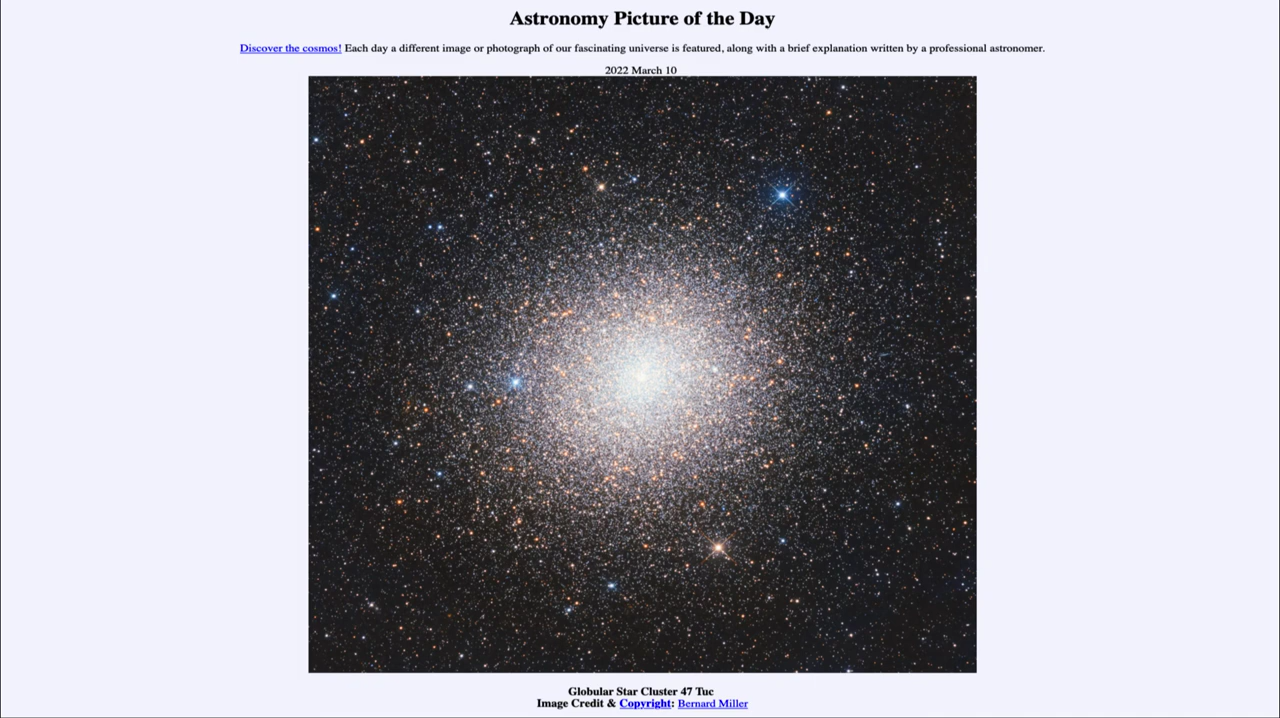 Astronomy Picture of the Day
Discover the cosmos! Each day a different image or photograph of our fascinating universe is featured, along with a brief explanation written by a professional astronomer.
2022 March 10
Globular Star Cluster 47 Tuc
Image Credit & Copyright: Bernard Miller